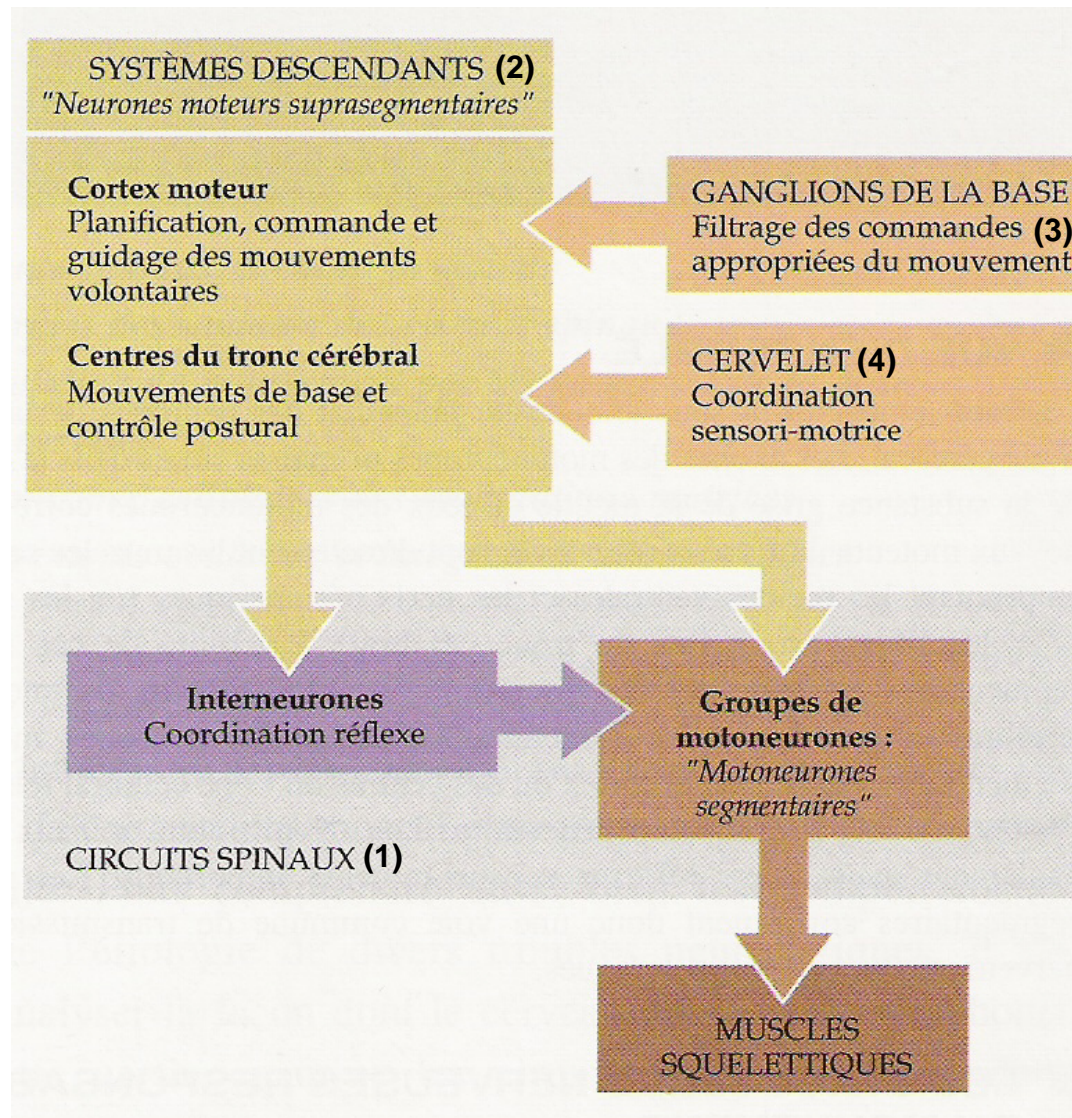 SYSTÈMES DESCENDANTS (2)
"Neurones moteurs suprasegmentaires"
Cortex moteur
Planification, commande et
guidage des mouvements
volontaires
Centres du tronc cérébral
Mouvements de base et
contrôle postural
GANGLIONS DE LA BASE
Filtrage des commandes (3)
appropriées du mouvement
CERVELET (4)
Coordination
sensori-motrice
Interneurones
Coordination réflexe
Groupes de
motoneurones :
"Motoneurones
segmentaires"
CIRCUITS SPINAUX (1)
MUSCLES
SQUELETTIQUES